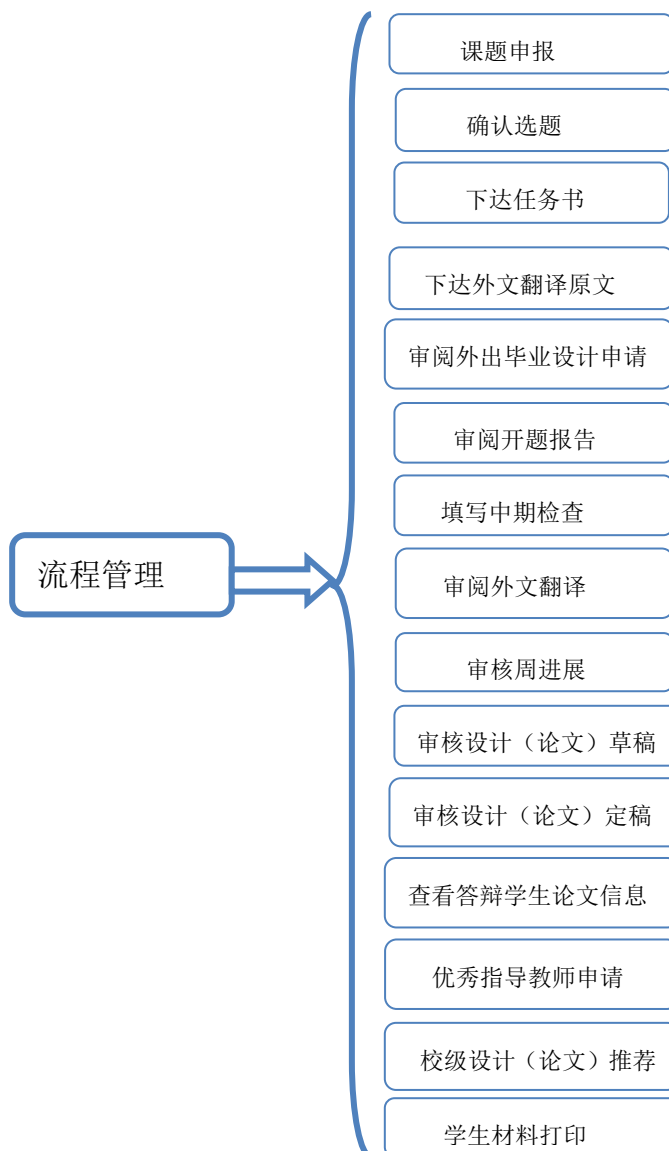 课题申报
确认选题
下达任务书
下达外文翻译原文
审阅外出毕业设计申请
审阅开题报告
填写中期检查
流程管理
审阅外文翻译
审核周进展
审核设计（论文）草稿
审核设计（论文）定稿
查看答辩学生论文信息
优秀指导教师申请
校级设计（论文）推荐
学生材料打印